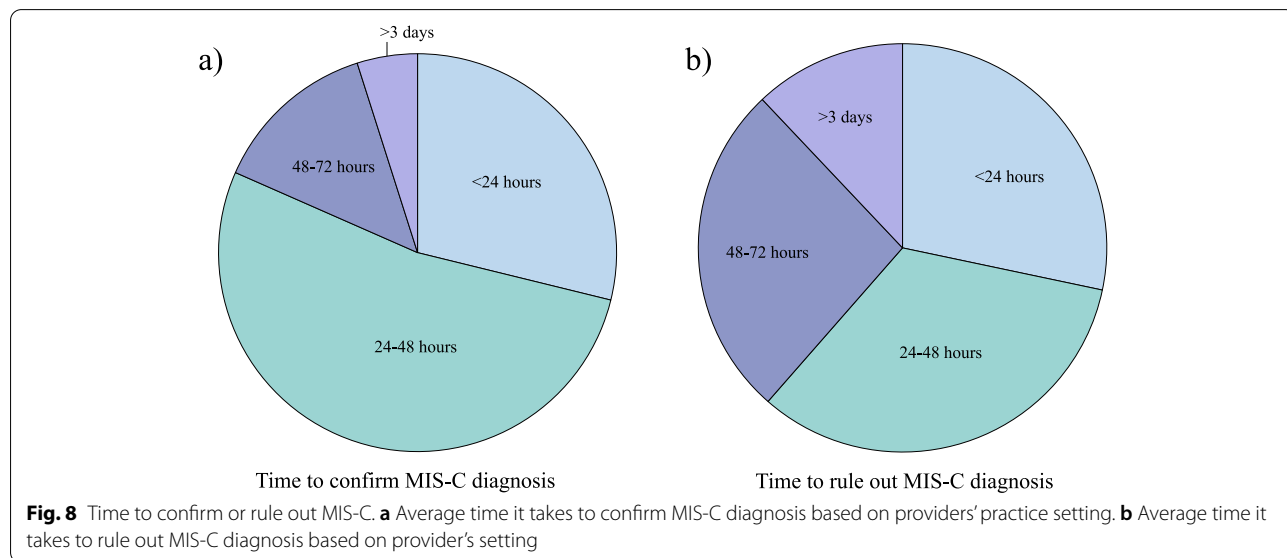 a)
>3 days
48-72 hours
<24 hours
24-48 hours
Time to confirm MIS-C diagnosis
b)
>3 days
<24 hours
48-72 hours
24-48 hours
Time to rule out MIS-C diagnosis
Fig. 8 Time to confirm or rule out MIS-C. a Average time it takes to confirm MIS-C diagnosis based on providers’ practice setting. b Average time it
takes to rule out MIS-C diagnosis based on provider’s setting